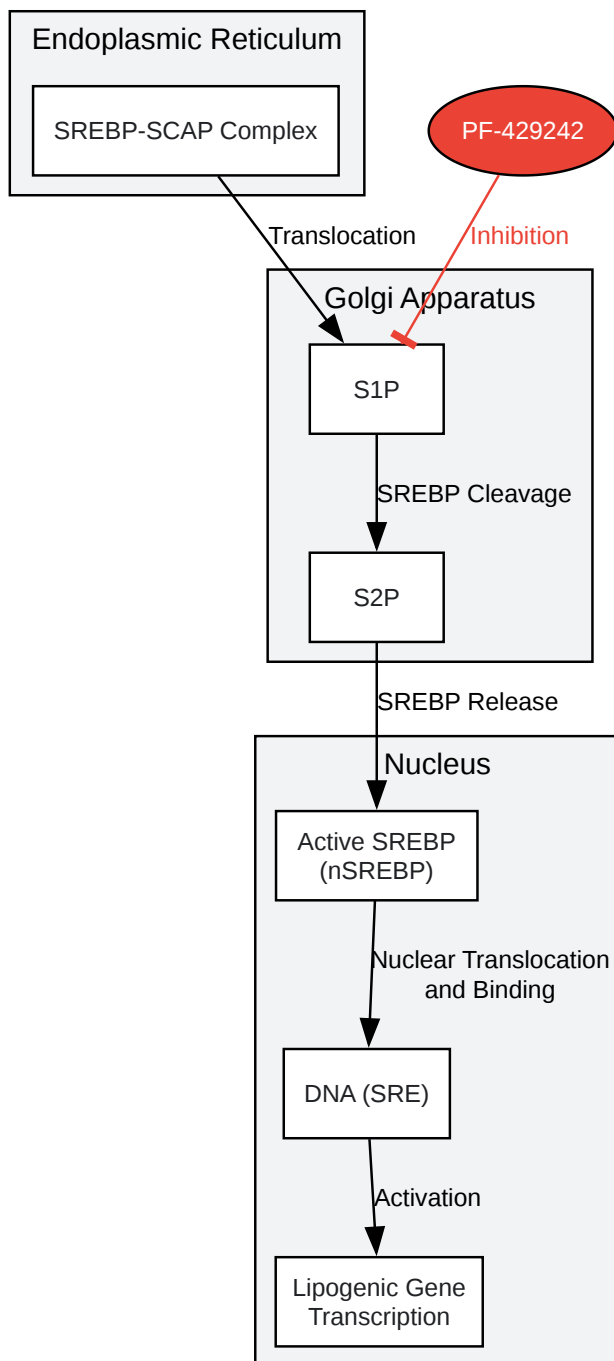 Endoplasmic Reticulum
SREBP-SCAP Complex
PF-429242
Translocation
Inhibition
Golgi Apparatus
S1P
SREBP Cleavage
S2P
SREBP Release
Nucleus
Active SREBP
(nSREBP)
Nuclear Translocation
and Binding
DNA (SRE)
Activation
Lipogenic Gene
Transcription